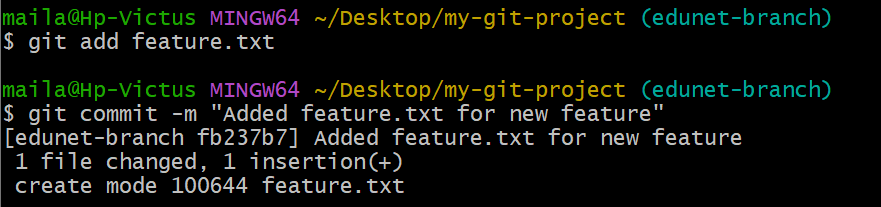 maila@Hp-Victus MINGW64 ~/Desktop/my-git-project (edunet-branch)
$ git add feature.txt
maila@Hp-Victus MINGW64 ~/Desktop/my-git-project (edunet-branch)
$ git commit -m "Added feature.txt for new feature"
[edunet-branch fb237b7] Added feature.txt for new feature
 1 file changed, 1 insertion(+)
 create mode 100644 feature.txt